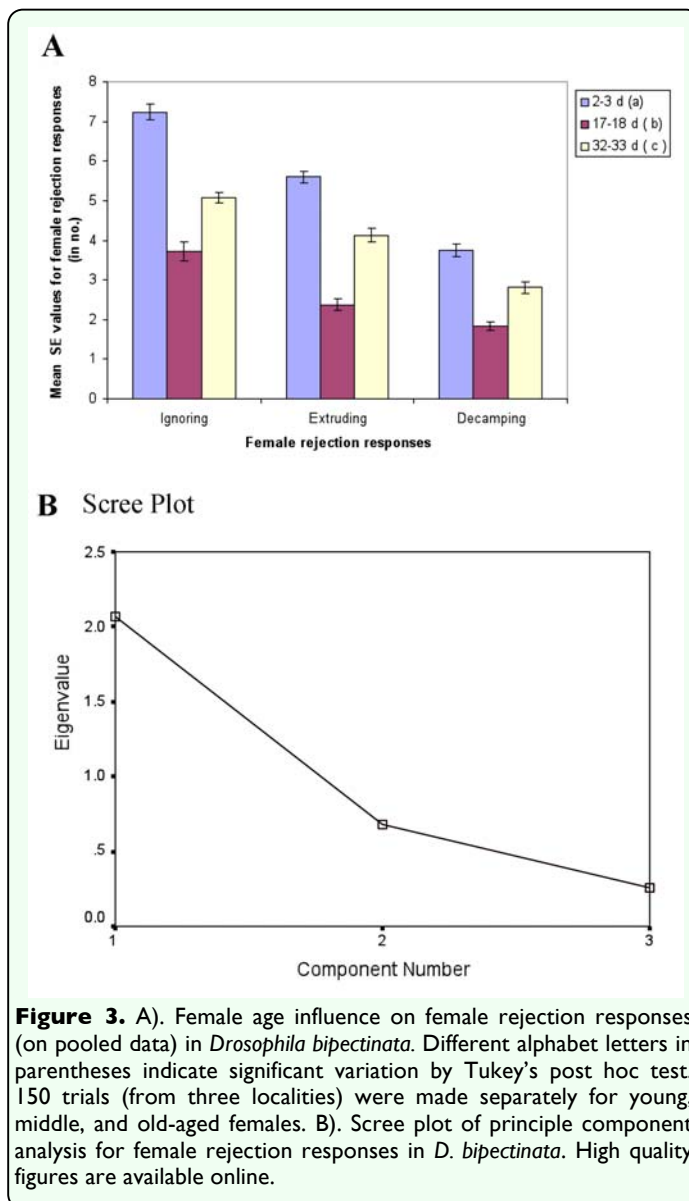 A
Mean SE values for female rejection responses
(in no.)
8
7
6
5
4
3
2
1
0
Ignoring Extruding Decamping
Female rejection responses
2-3 d (a)
17-18 d ( b )
32-33 d ( c )
B Scree Plot
Eigenvalue
2.5
2.0
1.5
1.0
.5
0.0
1 2 3
Component Number
Figure 3. A). Female age influence on female rejection responses
(on pooled data) in Drosophila bipectinata. Different alphabet letters in
parentheses indicate significant variation by Tukey's post hoc test.
150 trials (from three localities) were made separately for young,
middle, and old-aged females. B). Scree plot of principle component
analysis for female rejection responses in D. bipectinata. High quality
figures are available online.